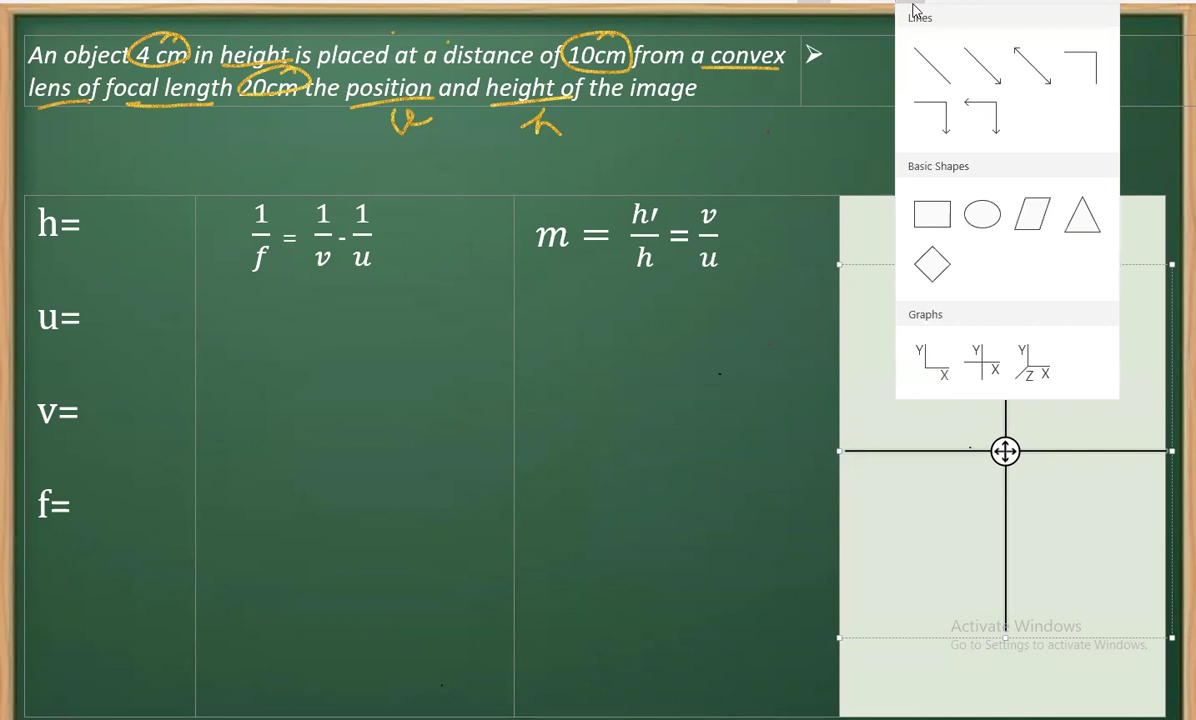 An object 4 cm in height is placed at a distance of 10cm from a convex
lens of focal length 20cm the position and height of the image
v
h
h=
u=
v=
f=
1/f = 1/v - 1/u
m = h′/h = v/u
Lines
Basic Shapes
Graphs
Y X
Y X
Y Z X
Activate Windows
Go to Settings to activate Windows.